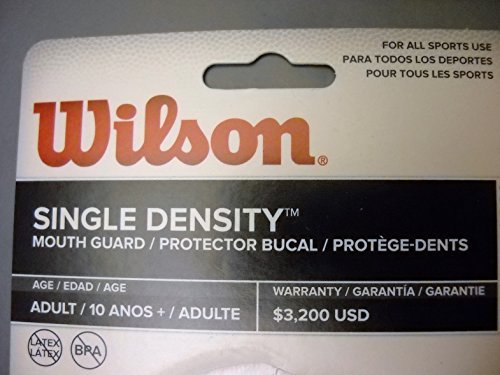 FOR ALL SPORTS USE
PARA TODOS LOS DEPORTES
POUR TOUS LES SPORTS
Wilson®
SINGLE DENSITY™
MOUTH GUARD / PROTECTOR BUCAL / PROTÈGE-DENTS
AGE / EDAD / AGE
ADULT / 10 ANOS + / ADULTE
WARRANTY / GARANTÍA / GARANTIE
$3,200 USD
LATEX
LÁTEX
BPA